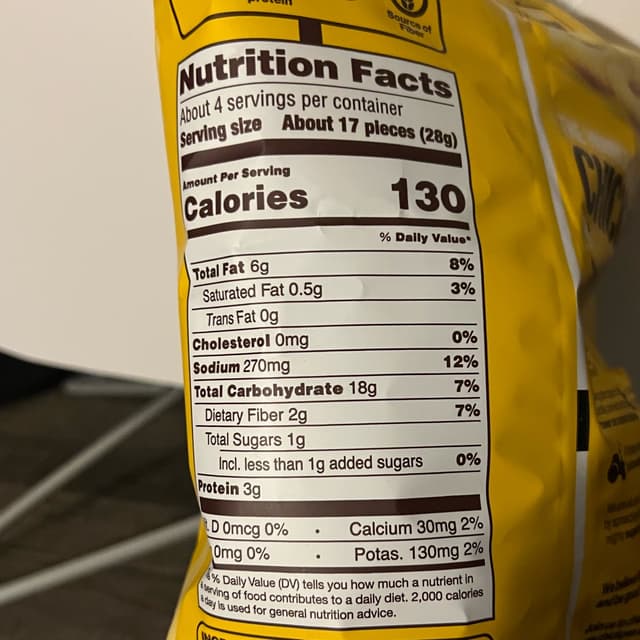 protein
Source of
Fiber
Nutrition Facts
About 4 servings per container
Serving size About 17 pieces (28g)
Amount Per Serving
Calories 130
% Daily Value*
Total Fat 6g 8%
Saturated Fat 0.5g 3%
Trans Fat 0g
Cholesterol 0mg 0%
Sodium 270mg 12%
Total Carbohydrate 18g 7%
Dietary Fiber 2g 7%
Total Sugars 1g
Incl. less than 1g added sugars 0%
Protein 3g
D 0mcg 0% • Calcium 30mg 2%
0mg 0% • Potas. 130mg 2%
% Daily Value (DV) tells you how much a nutrient in
serving of food contributes to a daily diet. 2,000 calories
a day is used for general nutrition advice.